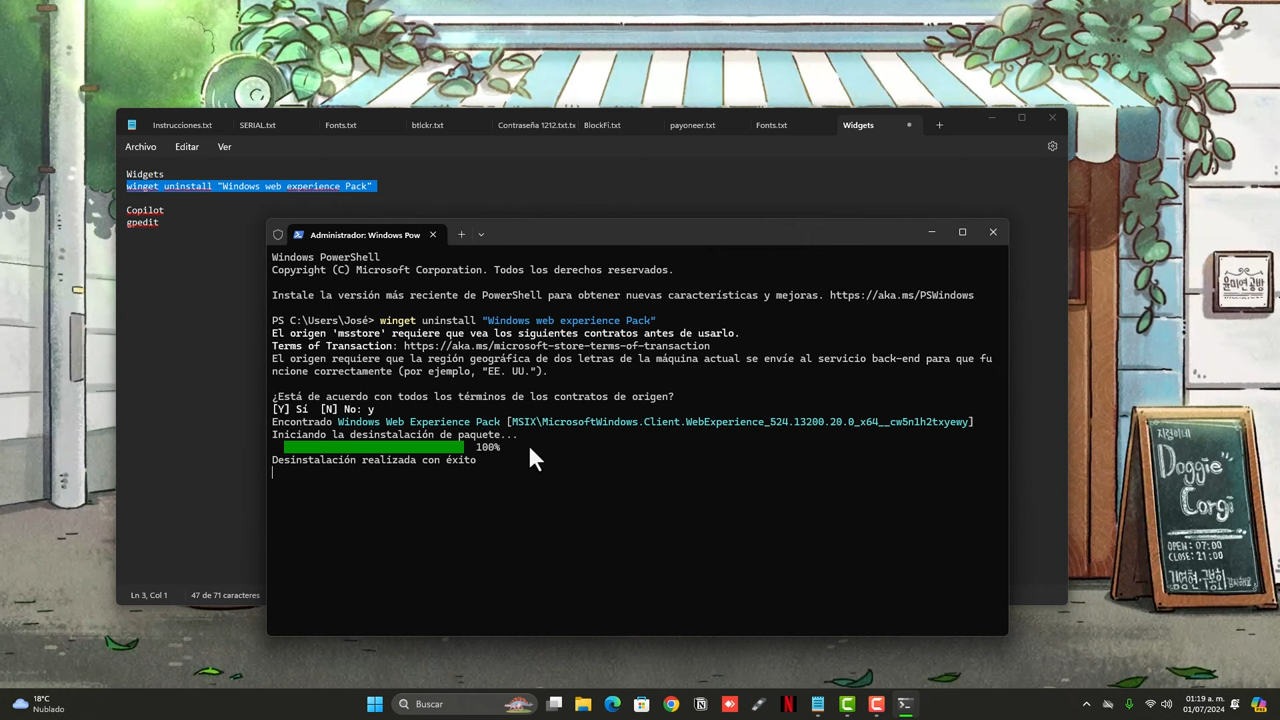 Instrucciones.txt
SERIAL.txt
Fonts.txt
btlckr.txt
Contraseña 1212.txt.tx
BlockFi.txt
payoneer.txt
Fonts.txt
Widgets
Archivo
Editar
Ver
Widgets
winget uninstall "Windows web experience Pack"
Copilot
gpedit
Ln 3, Col 1
47 de 71 caracteres
Administrador: Windows Pow
Windows PowerShell
Copyright (C) Microsoft Corporation. Todos los derechos reservados.
Instale la versión más reciente de PowerShell para obtener nuevas características y mejoras. https://aka.ms/PSWindows
PS C:\Users\José> winget uninstall "Windows web experience Pack"
El origen 'msstore' requiere que vea los siguientes contratos antes de usarlo.
Terms of Transaction: https://aka.ms/microsoft-store-terms-of-transaction
El origen requiere que la región geográfica de dos letras de la máquina actual se envíe al servicio back-end para que fu
ncione correctamente (por ejemplo, "EE. UU.").
¿Está de acuerdo con todos los términos de los contratos de origen?
[Y] Sí  [N] No: y
Encontrado Windows Web Experience Pack [MSIX\MicrosoftWindows.Client.WebExperience_524.13200.20.0_x64__cw5n1h2txyewy]
Iniciando la desinstalación de paquete...
100%
Desinstalación realizada con éxito
Doggie
Corgi
OPEN : 07:00
CLOSE : 21:00
18°C
Nublado
Buscar
01:19 a. m.
01/07/2024